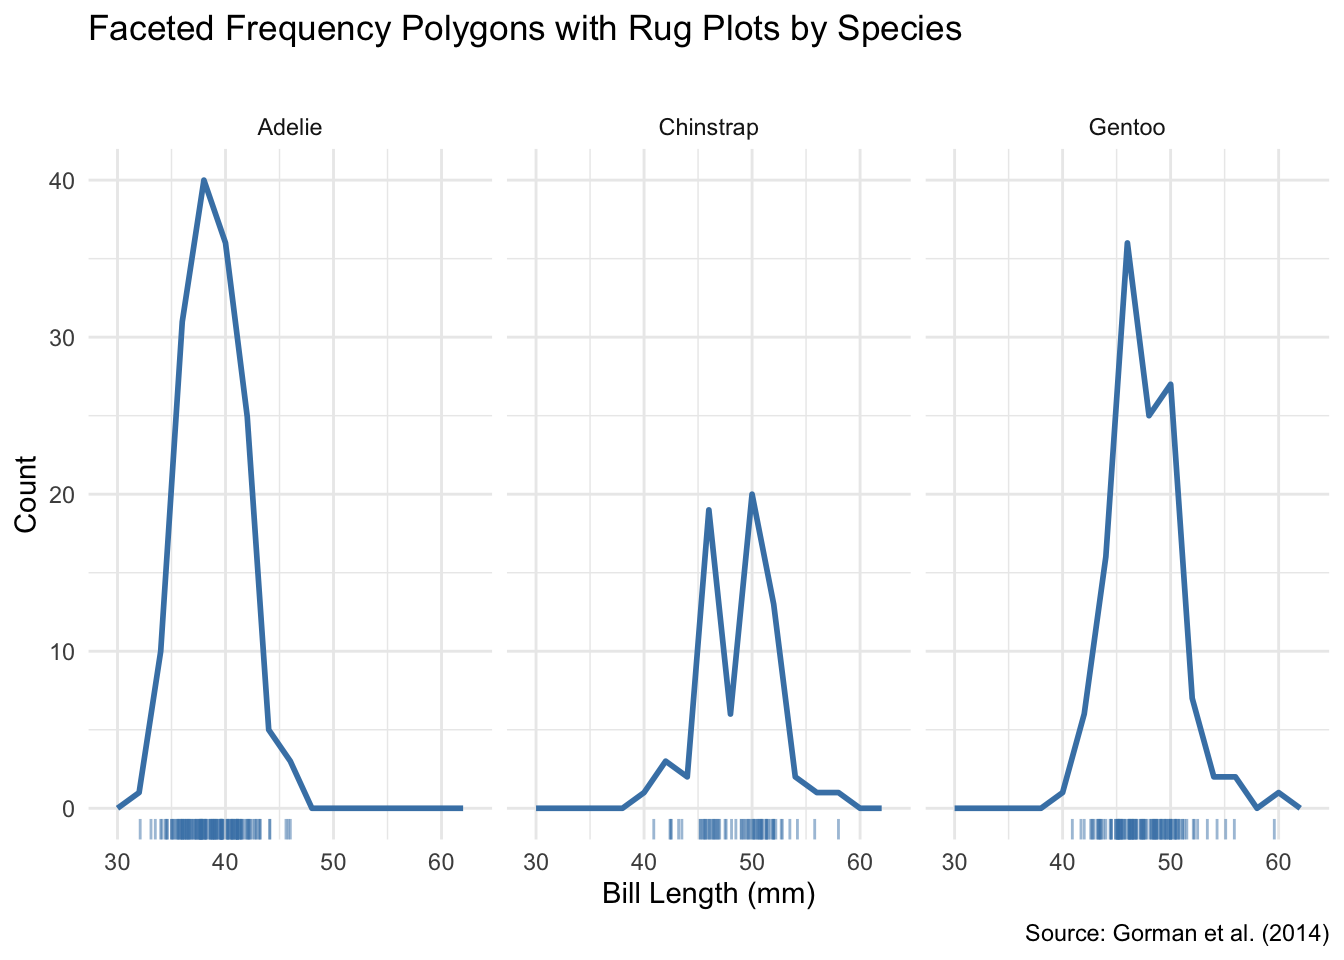 Faceted Frequency Polygons with Rug Plots by Species
Adelie Chinstrap Gentoo
40
30
20
10
0
Count
30 40 50 60 30 40 50 60 30 40 50 60
Bill Length (mm)
Source: Gorman et al. (2014)